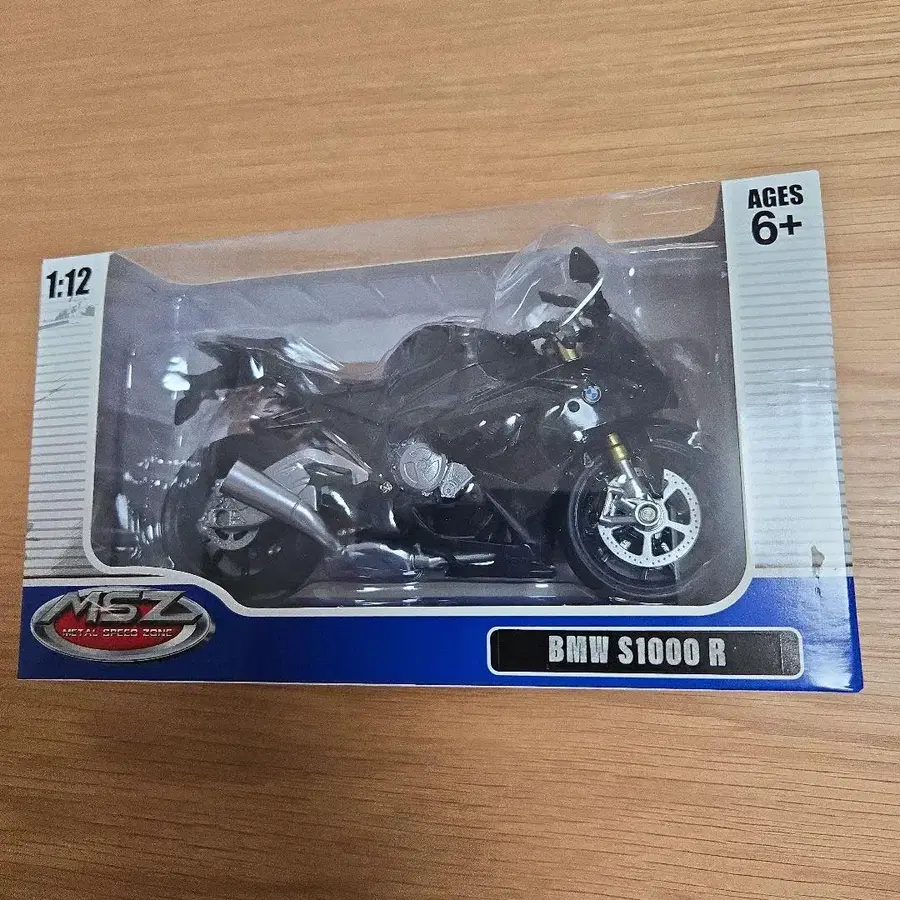 AGES
6+
1:12
MSZ
METAL SPEED ZONE
BMW S1000 R